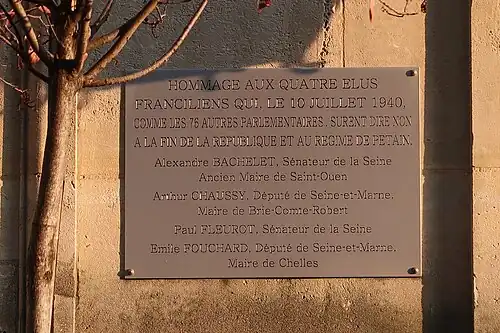 HOMMAGE AUX QUATRE ELUS
FRANCILIENS QUI, LE 10 JUILLET 1940,
COMME LES 76 AUTRES PARLEMENTAIRES, SURENT DIRE NON
A LA FIN DE LA REPUBLIQUE ET AU REGIME DE PETAIN.
Alexandre BACHELET, Sénateur de la Seine
Ancien Maire de Saint-Ouen
Arthur CHAUSSY, Député de Seine-et-Marne,
Maire de Brie-Comte-Robert
Paul FLEUROT, Sénateur de la Seine
Emile FOUCHARD, Député de Seine-et-Marne,
Maire de Chelles